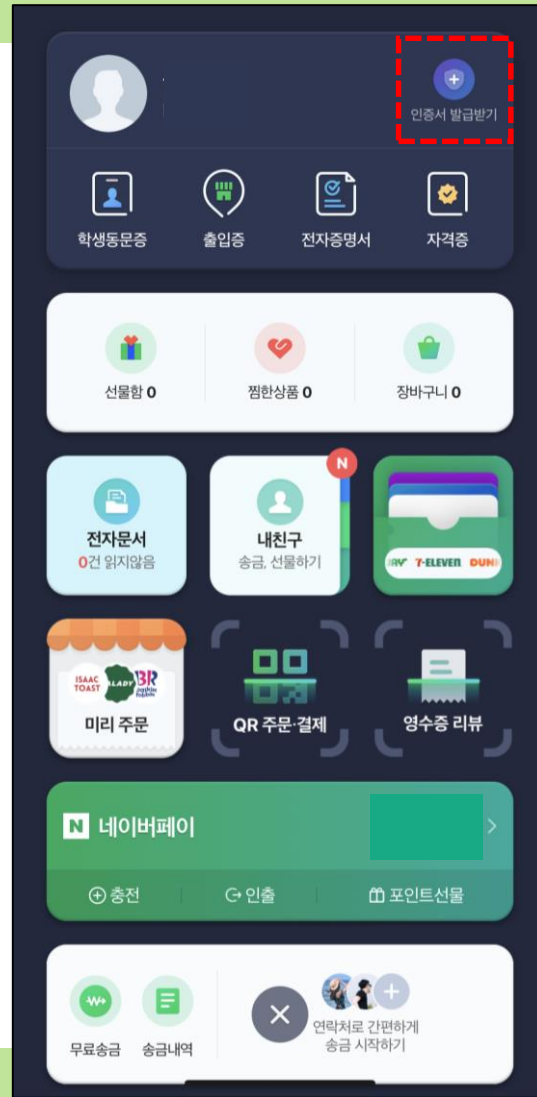 인증서 발급받기
학생동문증 출입증 전자증명서 자격증
선물함 0 찜한상품 0 장바구니 0
N
전자문서 내친구
0건 읽지않음 송금, 선물하기
7-ELEVEN DUN
ISAAC
TOAST
SALADY
BR
baskin
robbins
미리 주문 QR 주문·결제 영수증 리뷰
N 네이버페이
충전 인출 포인트선물
무료송금 송금내역
연락처로 간편하게
송금 시작하기